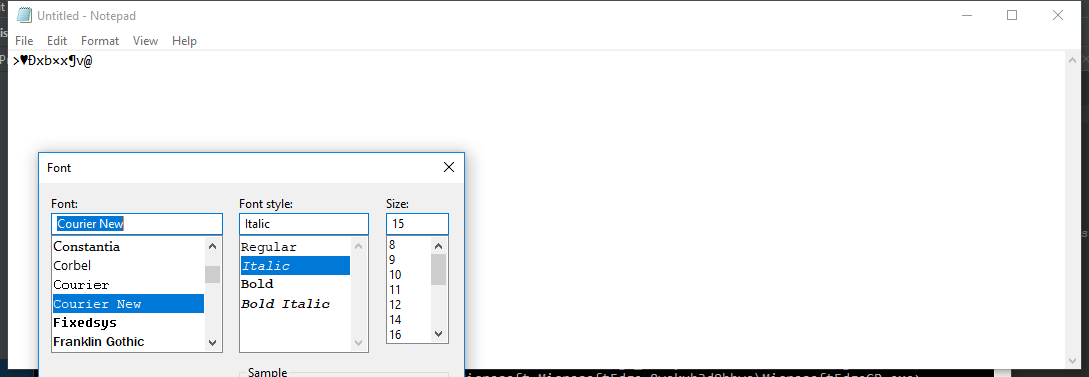 Untitled - Notepad
File Edit Format View Help
>♥Đxb×x¶v@
Font
Font: Font style: Size:
Courier New Italic 15
Constantia
Corbel
Courier
Courier New
Fixedsys
Franklin Gothic
Regular
Italic
Bold
Bold Italic
8
9
10
11
12
14
16
Sample